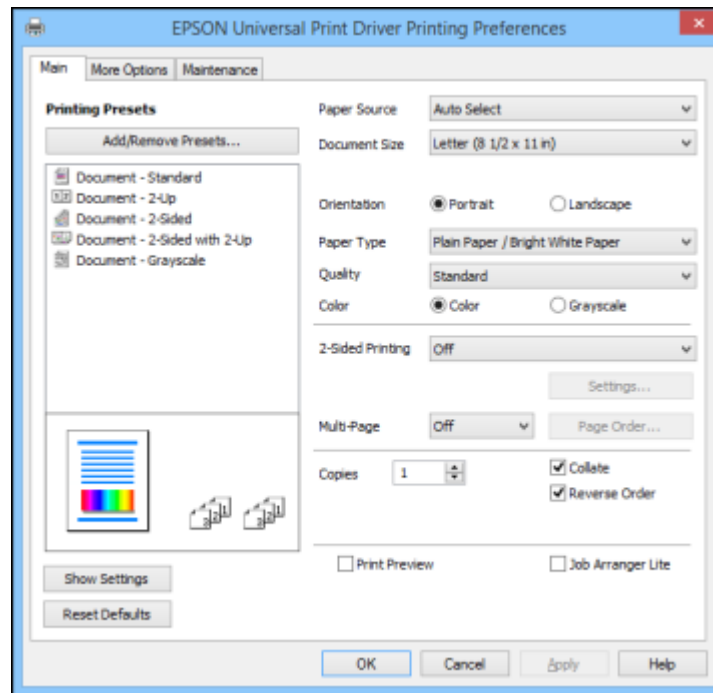 EPSON Universal Print Driver Printing Preferences
Main More Options Maintenance
Printing Presets
Add/Remove Presets...
Document - Standard
Document - 2-Up
Document - 2-Sided
Document - 2-Sided with 2-Up
Document - Grayscale
Show Settings
Reset Defaults
Paper Source Auto Select
Document Size Letter (8 1/2 x 11 in)
Orientation Portrait Landscape
Paper Type Plain Paper / Bright White Paper
Quality Standard
Color Color Grayscale
2-Sided Printing Off
Settings...
Multi-Page Off Page Order...
Copies 1 Collate
Reverse Order
Print Preview Job Arranger Lite
OK Cancel Apply Help